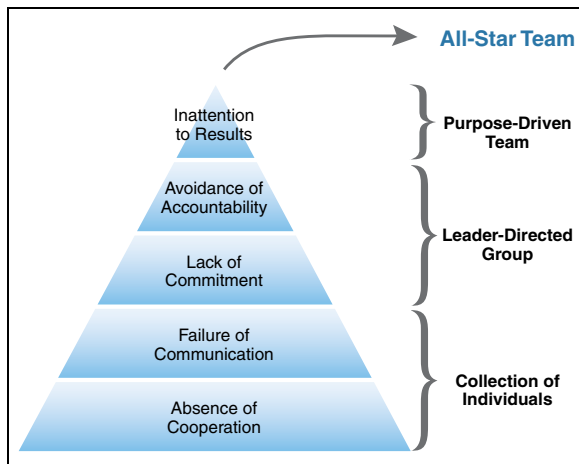 All-Star Team
Inattention
to Results
Purpose-Driven
Team
Avoidance of
Accountability
Leader-Directed
Group
Lack of
Commitment
Failure of
Communication
Collection of
Individuals
Absence of
Cooperation